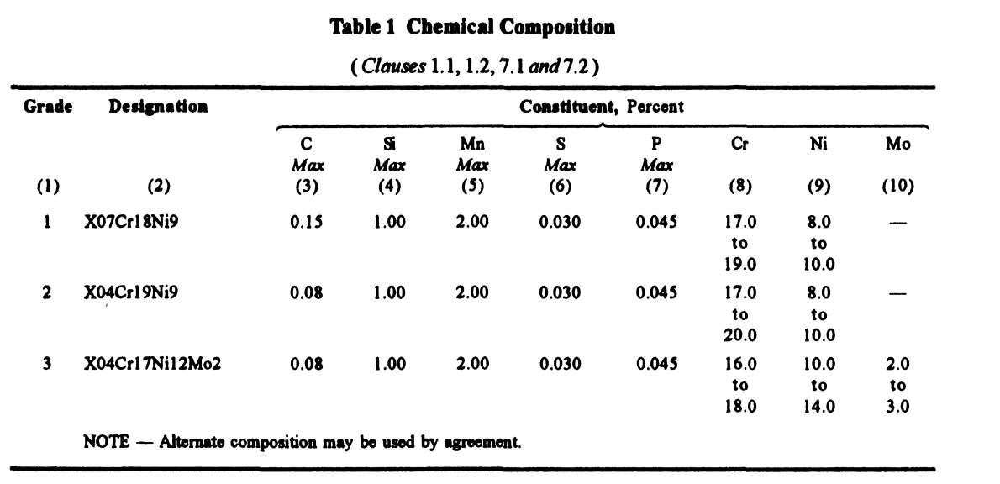 Table 1 Chemical Composition
( Clauses 1.1, 1.2, 7.1 and 7.2 )
Grade Designation Constituent, Percent
C Si Mn S P Cr Ni Mo
Max Max Max Max Max
(1) (2) (3) (4) (5) (6) (7) (8) (9) (10)
1 X07Cr18Ni9 0.15 1.00 2.00 0.030 0.045 17.0 8.0 —
to to
19.0 10.0
2 X04Cr19Ni9 0.08 1.00 2.00 0.030 0.045 17.0 8.0 —
to to
20.0 10.0
3 X04Cr17Ni12Mo2 0.08 1.00 2.00 0.030 0.045 16.0 10.0 2.0
to to to
18.0 14.0 3.0
NOTE — Alternate composition may be used by agreement.